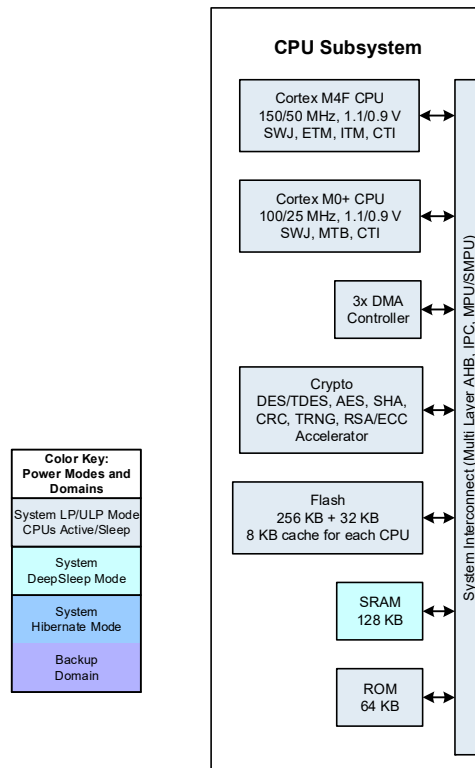 CPU Subsystem
Cortex M4F CPU
150/50 MHz, 1.1/0.9 V
SWJ, ETM, ITM, CTI
Cortex M0+ CPU
100/25 MHz, 1.1/0.9 V
SWJ, MTB, CTI
3x DMA
Controller
Crypto
DES/TDES, AES, SHA,
CRC, TRNG, RSA/ECC
Accelerator
Flash
256 KB + 32 KB
8 KB cache for each CPU
SRAM
128 KB
ROM
64 KB
System Interconnect (Multi Layer AHB, IPC, MPU/SMPU)
Color Key:
Power Modes and
Domains
System LP/ULP Mode
CPUs Active/Sleep
System
DeepSleep Mode
System
Hibernate Mode
Backup
Domain